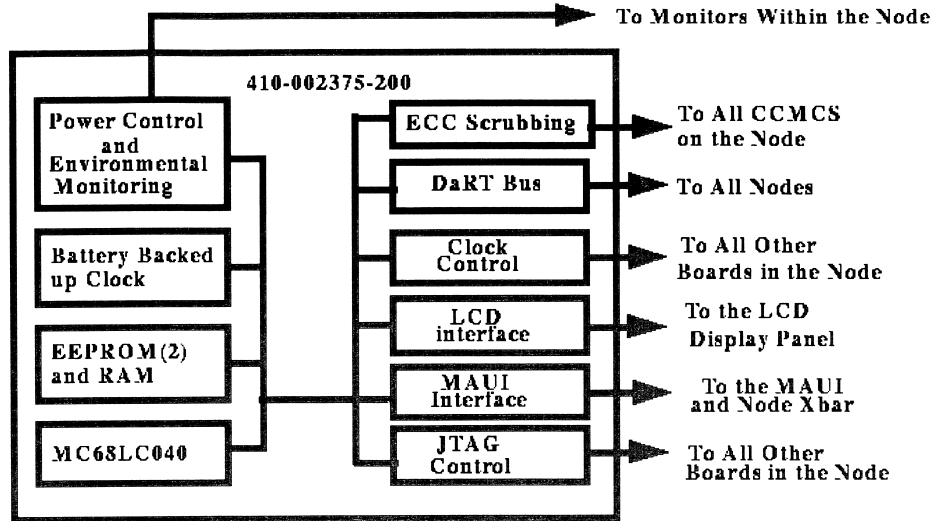 To Monitors Within the Node
410-002375-200
Power Control
and
Environmental
Monitoring
Battery Backed
up Clock
EEPROM(2)
and RAM
MC68LC040
ECC Scrubbing
DaRT Bus
Clock
Control
LCD
interface
MAUI
Interface
JTAG
Control
To All CCMCS
on the Node
To All Nodes
To All Other
Boards in the Node
To the LCD
Display Panel
To the MAUI
and Node Xbar
To All Other
Boards in the Node